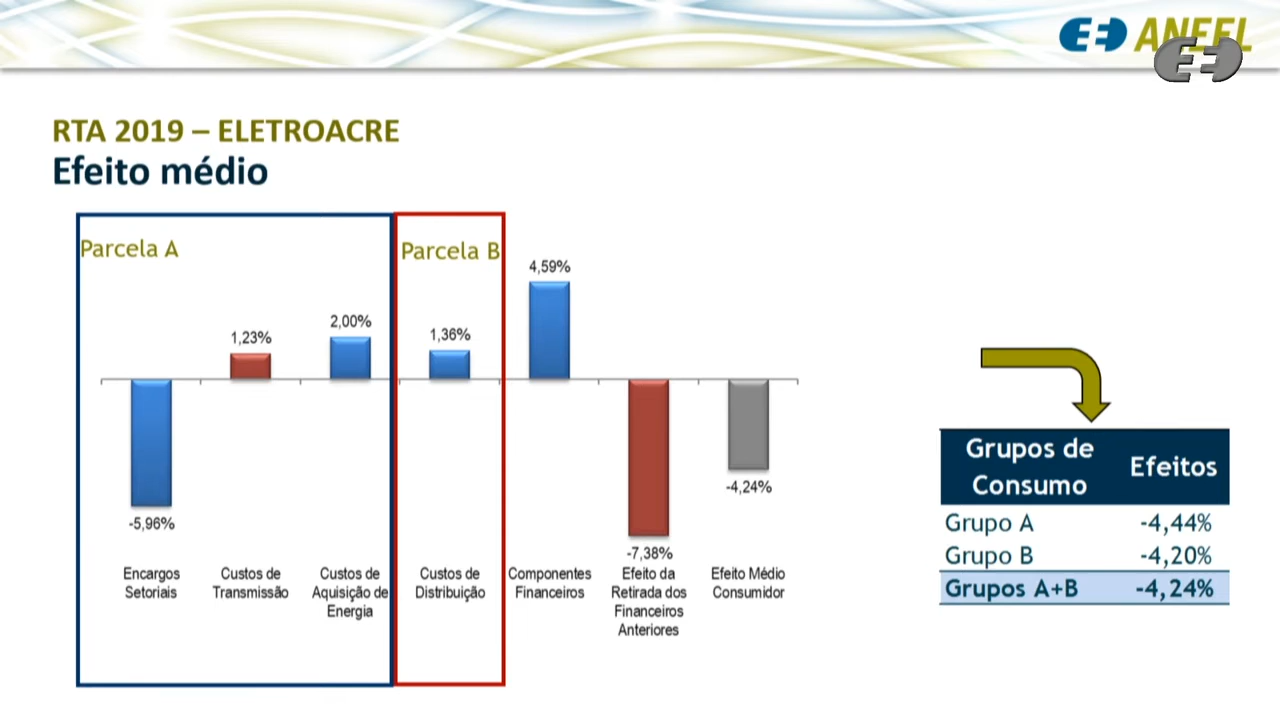 ANEEL
RTA 2019 – ELETROACRE
Efeito médio
Parcela A
Parcela B
4,59%
2,00%
1,23%
1,36%
-5,96%
-7,38%
-4,24%
Encargos
Setoriais
Custos de
Transmissão
Custos de
Aquisição de
Energia
Custos de
Distribuição
Componentes
Financeiros
Efeito da
Retirada dos
Financeiros
Anteriores
Efeito Médio
Consumidor
Grupos de
Consumo
Efeitos
Grupo A -4,44%
Grupo B -4,20%
Grupos A+B -4,24%